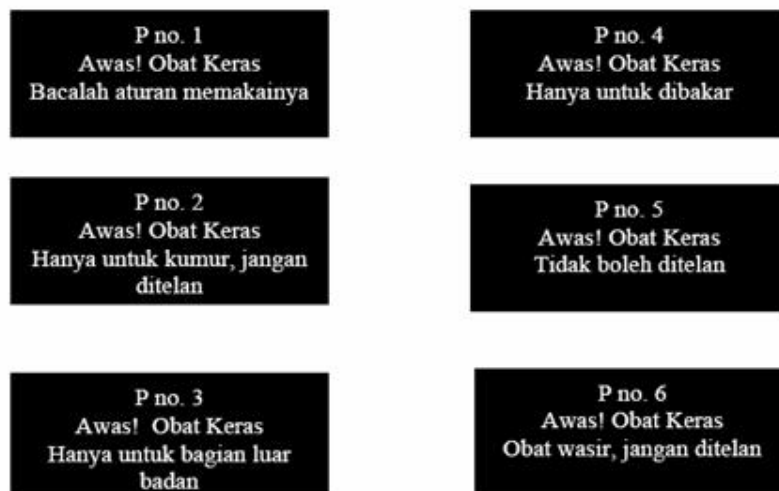 P no. 1
Awas! Obat Keras
Bacalah aturan memakainya
P no. 2
Awas! Obat Keras
Hanya untuk kumur, jangan
ditelan
P no. 3
Awas!  Obat Keras
Hanya untuk bagian luar
badan
P no. 4
Awas! Obat Keras
Hanya untuk dibakar
P no. 5
Awas! Obat Keras
Tidak boleh ditelan
P no. 6
Awas! Obat Keras
Obat wasir, jangan ditelan